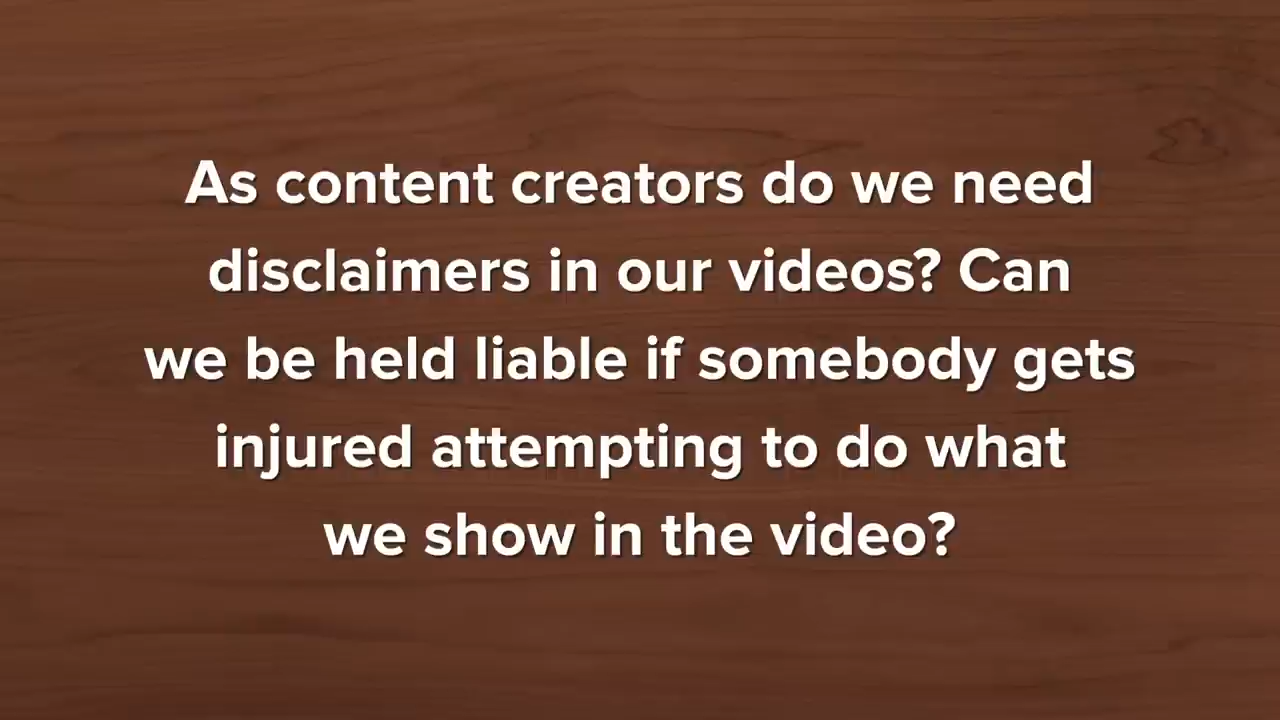 As content creators do we need
disclaimers in our videos? Can
we be held liable if somebody gets
injured attempting to do what
we show in the video?